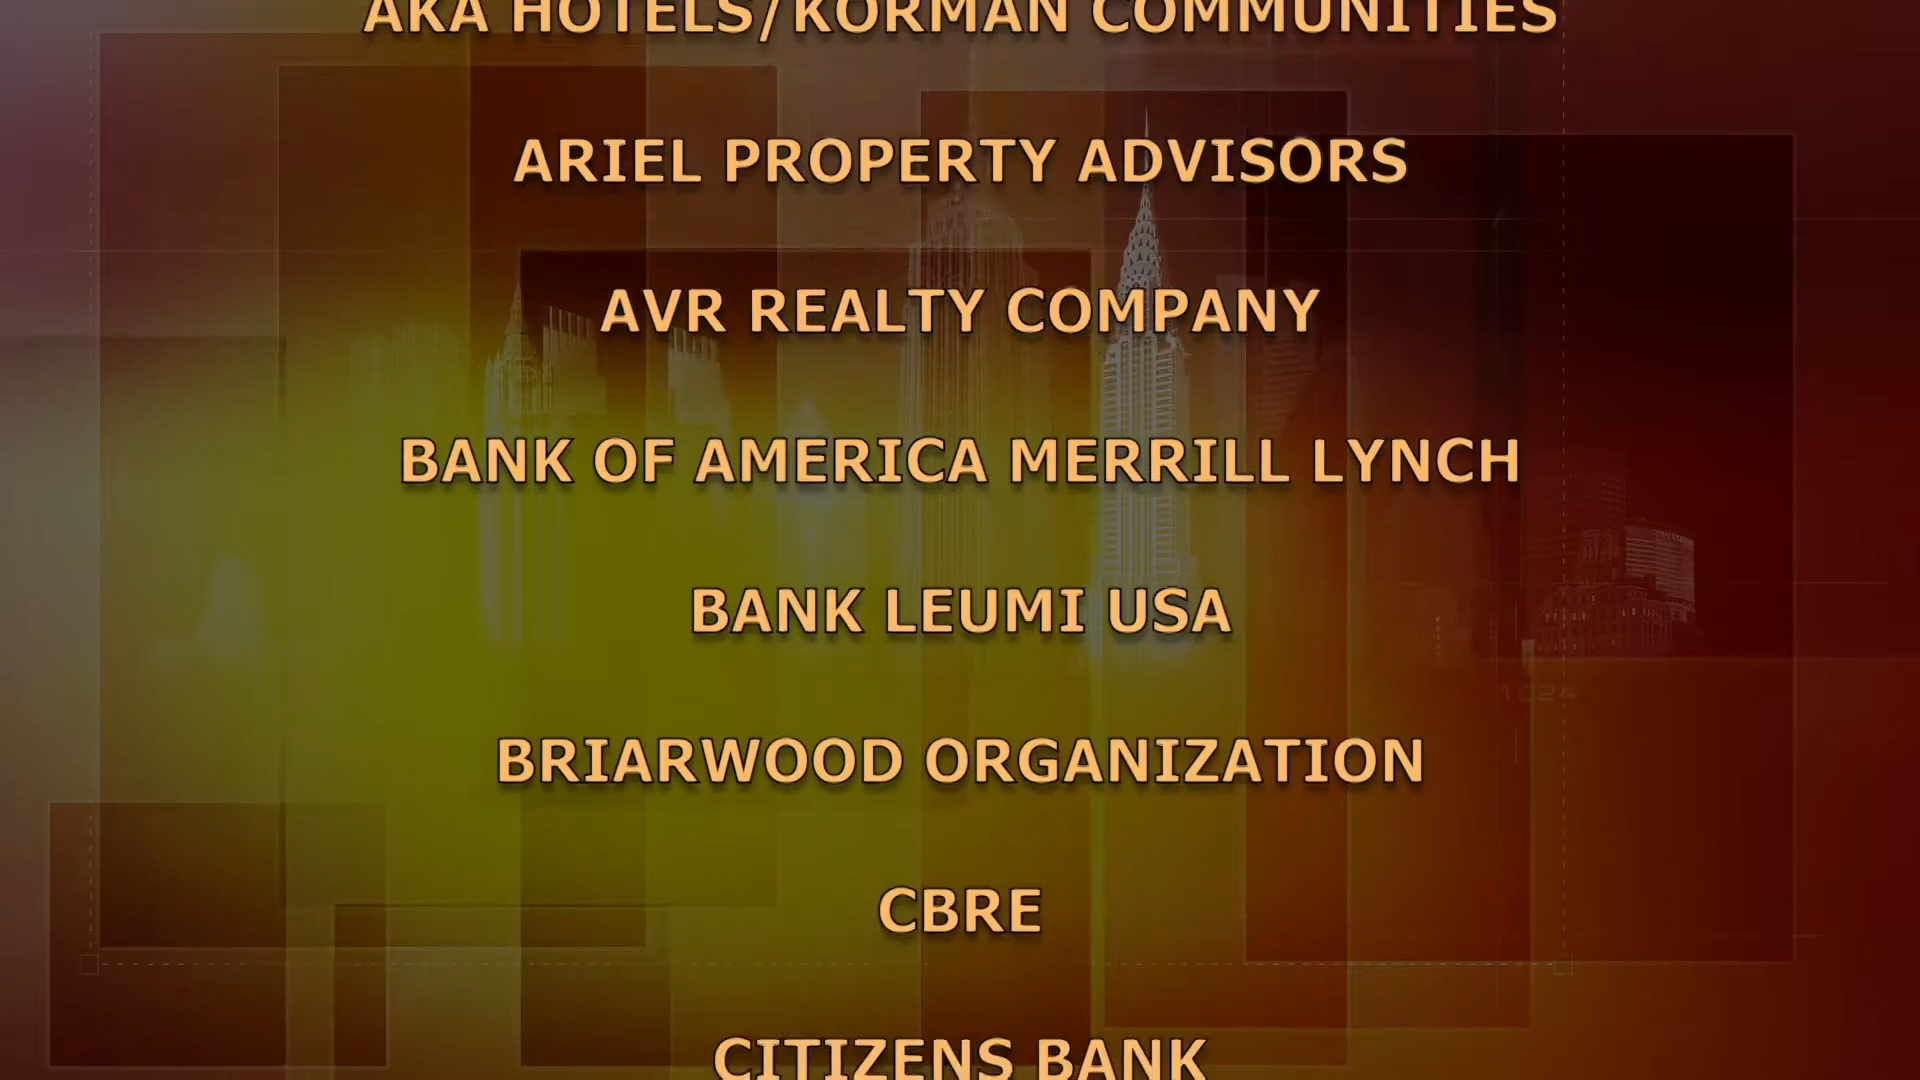 AKA HOTELS/KORMAN COMMUNITIES
ARIEL PROPERTY ADVISORS
AVR REALTY COMPANY
BANK OF AMERICA MERRILL LYNCH
BANK LEUMI USA
BRIARWOOD ORGANIZATION
CBRE
1024
CITIZENS BANK